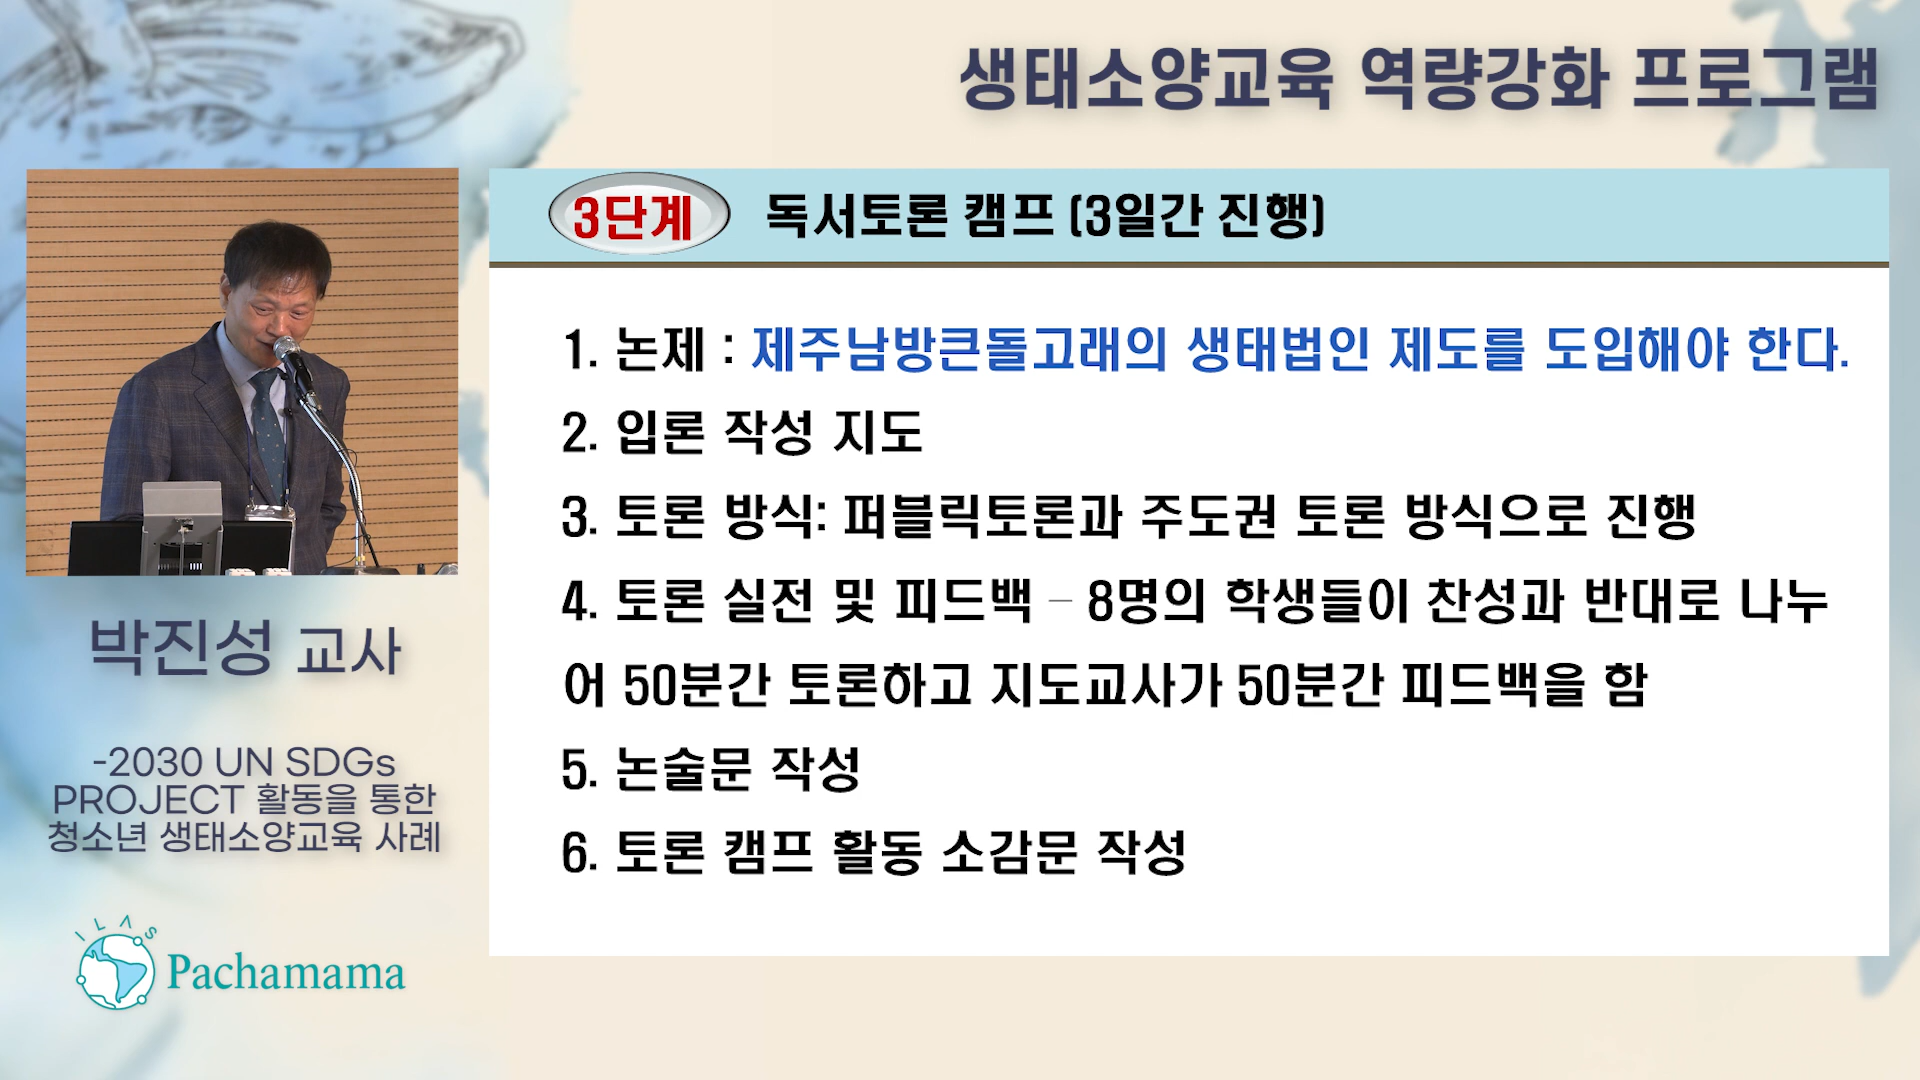 생태소양교육 역량강화 프로그램
3단계 독서토론 캠프 (3일간 진행)
1. 논제 : 제주남방큰돌고래의 생태법인 제도를 도입해야 한다.
2. 입론 작성 지도
3. 토론 방식: 퍼블릭토론과 주도권 토론 방식으로 진행
4. 토론 실전 및 피드백 – 8명의 학생들이 찬성과 반대로 나누
어 50분간 토론하고 지도교사가 50분간 피드백을 함
5. 논술문 작성
6. 토론 캠프 활동 소감문 작성
박진성 교사
-2030 UN SDGs
PROJECT 활동을 통한
청소년 생태소양교육 사례
ILAS
Pachamama